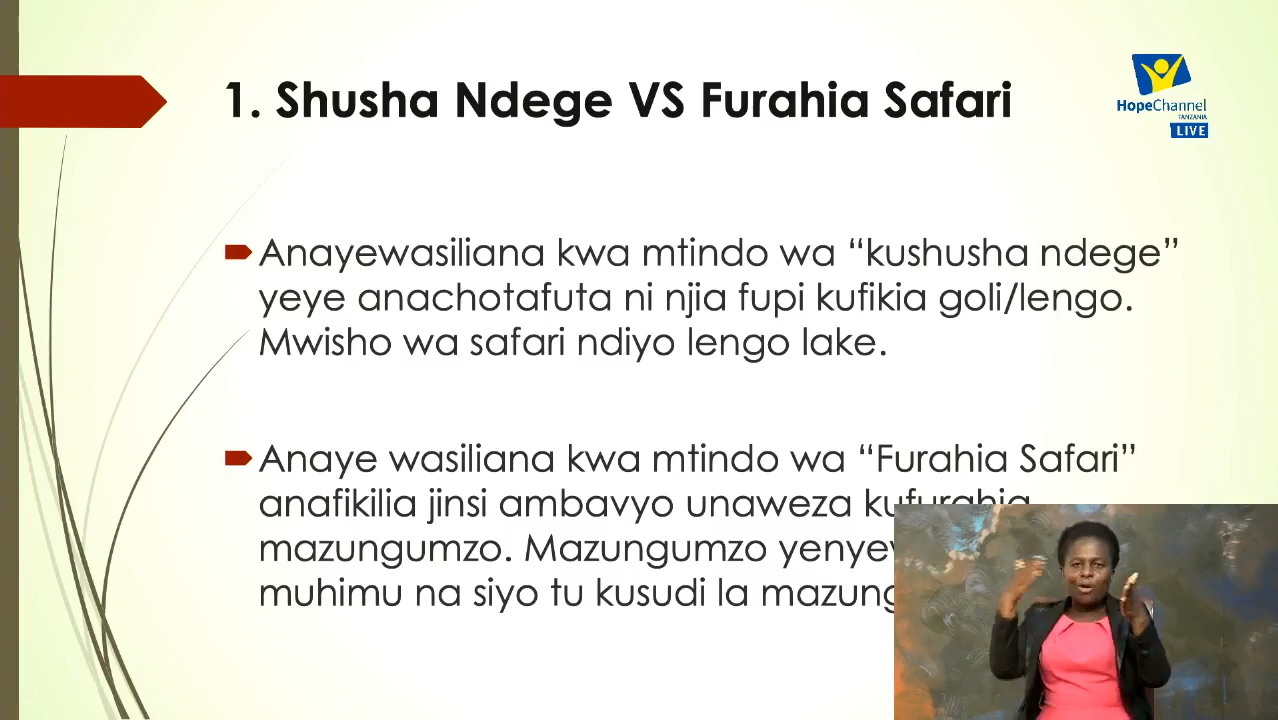 1. Shusha Ndege VS Furahia Safari
HopeChannel
TANZANIA
LIVE
Anayewasiliana kwa mtindo wa “kushusha ndege”
yeye anachotafuta ni njia fupi kufikia goli/lengo.
Mwisho wa safari ndiyo lengo lake.
Anaye wasiliana kwa mtindo wa “Furahia Safari”
anafikilia jinsi ambavyo unaweza kufurahia
mazungumzo. Mazungumzo
muhimu na siyo tu kusudi la